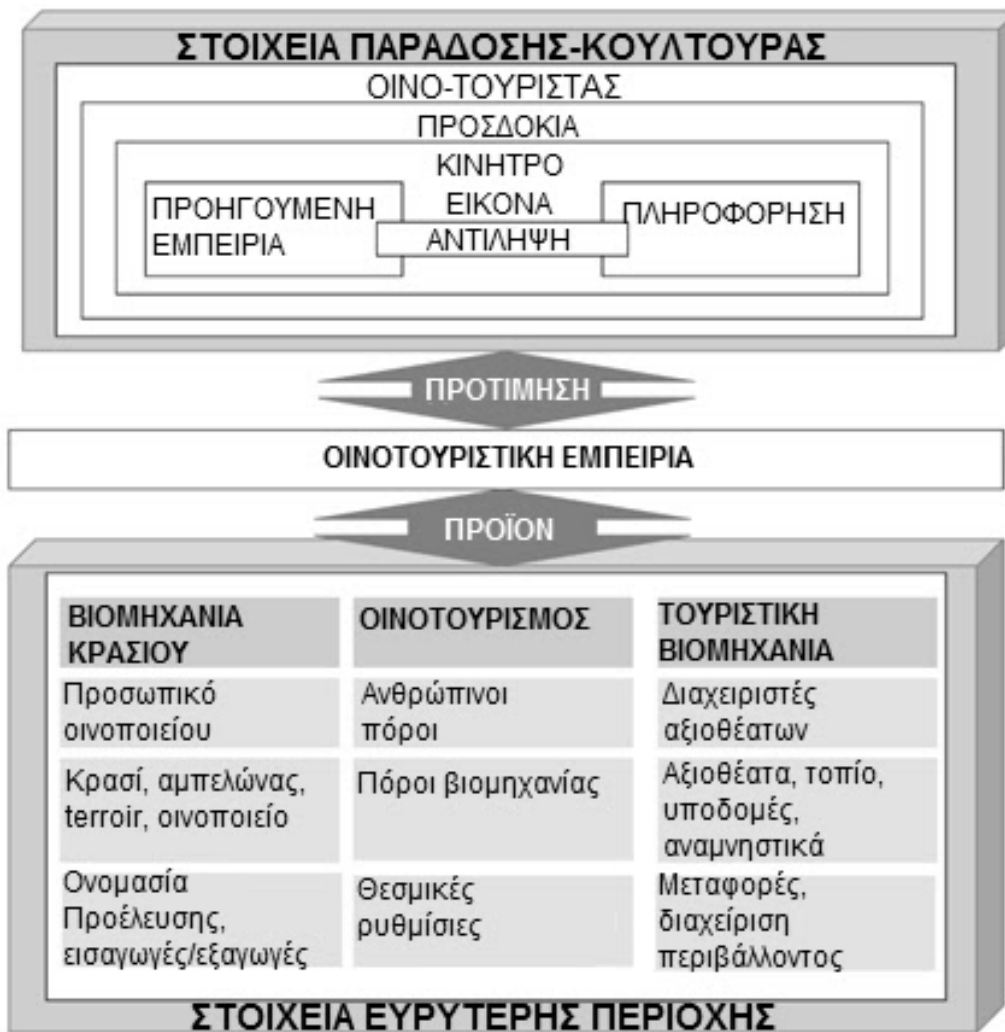 ΣΤΟΙΧΕΙΑ ΠΑΡΑΔΟΣΗΣ-ΚΟΥΛΤΟΥΡΑΣ
ΟΙΝΟ-ΤΟΥΡΙΣΤΑΣ
ΠΡΟΣΔΟΚΙΑ
ΚΙΝΗΤΡΟ
ΠΡΟΗΓΟΥΜΕΝΗ
ΕΜΠΕΙΡΙΑ
ΕΙΚΟΝΑ
ΑΝΤΙΛΗΨΗ
ΠΛΗΡΟΦΟΡΗΣΗ
ΠΡΟΤΙΜΗΣΗ
ΟΙΝΟΤΟΥΡΙΣΤΙΚΗ ΕΜΠΕΙΡΙΑ
ΠΡΟΪΟΝ
ΒΙΟΜΗΧΑΝΙΑ
ΚΡΑΣΙΟΥ
ΟΙΝΟΤΟΥΡΙΣΜΟΣ
ΤΟΥΡΙΣΤΙΚΗ
ΒΙΟΜΗΧΑΝΙΑ
Προσωπικό
οινοποιείου
Ανθρώπινοι
πόροι
Διαχειριστές
αξιοθέατων
Κρασί, αμπελώνας,
terroir, οινοποιείο
Πόροι βιομηχανίας
Αξιοθέατα, τοπίο,
υποδομές,
αναμνηστικά
Ονομασία
Προέλευσης,
εισαγωγές/εξαγωγές
Θεσμικές
ρυθμίσιες
Μεταφορές,
διαχείριση
περιβάλλοντος
ΣΤΟΙΧΕΙΑ ΕΥΡΥΤΕΡΗΣ ΠΕΡΙΟΧΗΣ